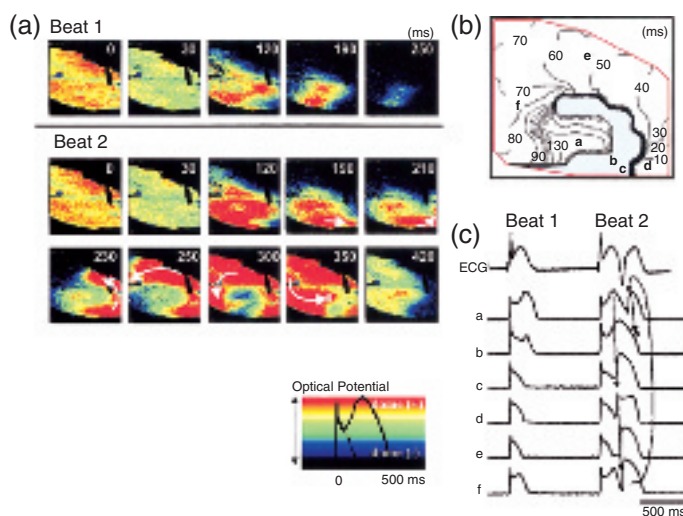 (a) Beat 1 (ms)
0 30 120 190 250
Beat 2
0 30 120 150 210
230 250 300 350 420
Optical Potential
0 500 ms
(b)
(ms)
70 60 e 50
40
70
f
80
90 130 a
b
c
d
30
20
10
(c) Beat 1 Beat 2
ECG
a
b
c
d
e
f
500 ms